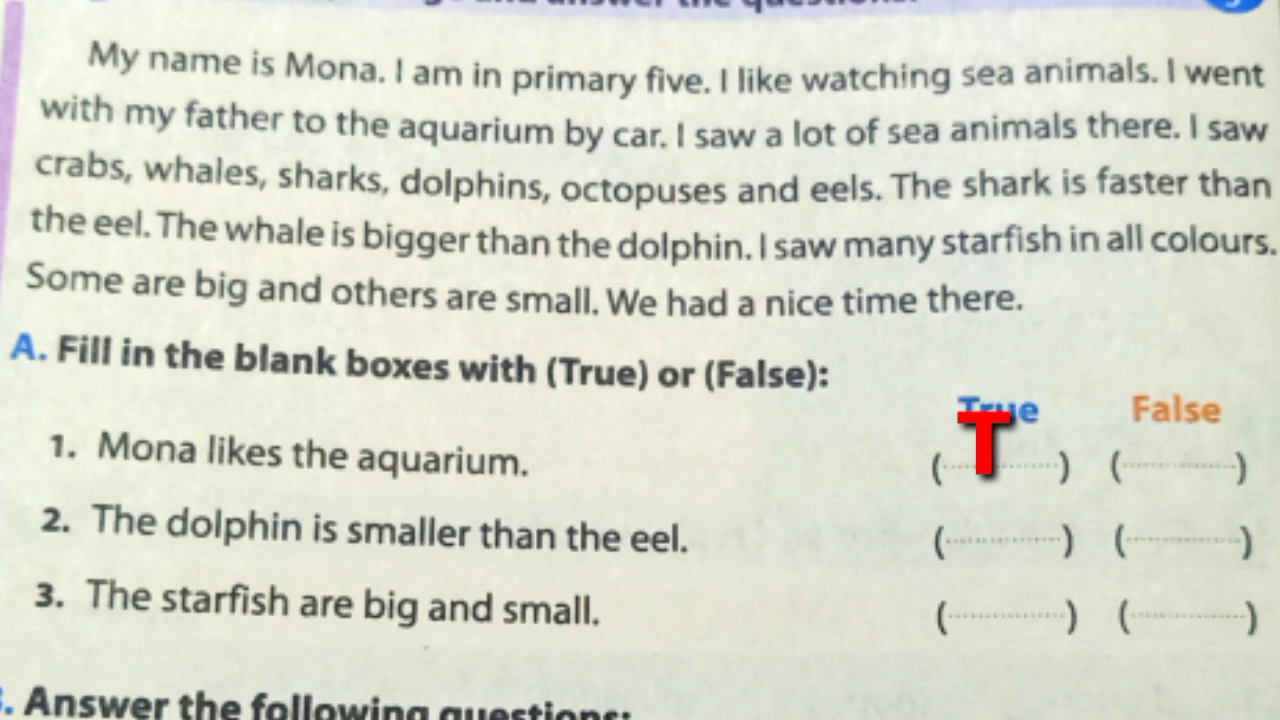 and answer the questions:
My name is Mona. I am in primary five. I like watching sea animals. I went
with my father to the aquarium by car. I saw a lot of sea animals there. I saw
crabs, whales, sharks, dolphins, octopuses and eels. The shark is faster than
the eel. The whale is bigger than the dolphin. I saw many starfish in all colours.
Some are big and others are small. We had a nice time there.
A. Fill in the blank boxes with (True) or (False):
True False
1. Mona likes the aquarium. (....T....) (............)
2. The dolphin is smaller than the eel. (............) (............)
3. The starfish are big and small. (............) (............)
. Answer the following questions: